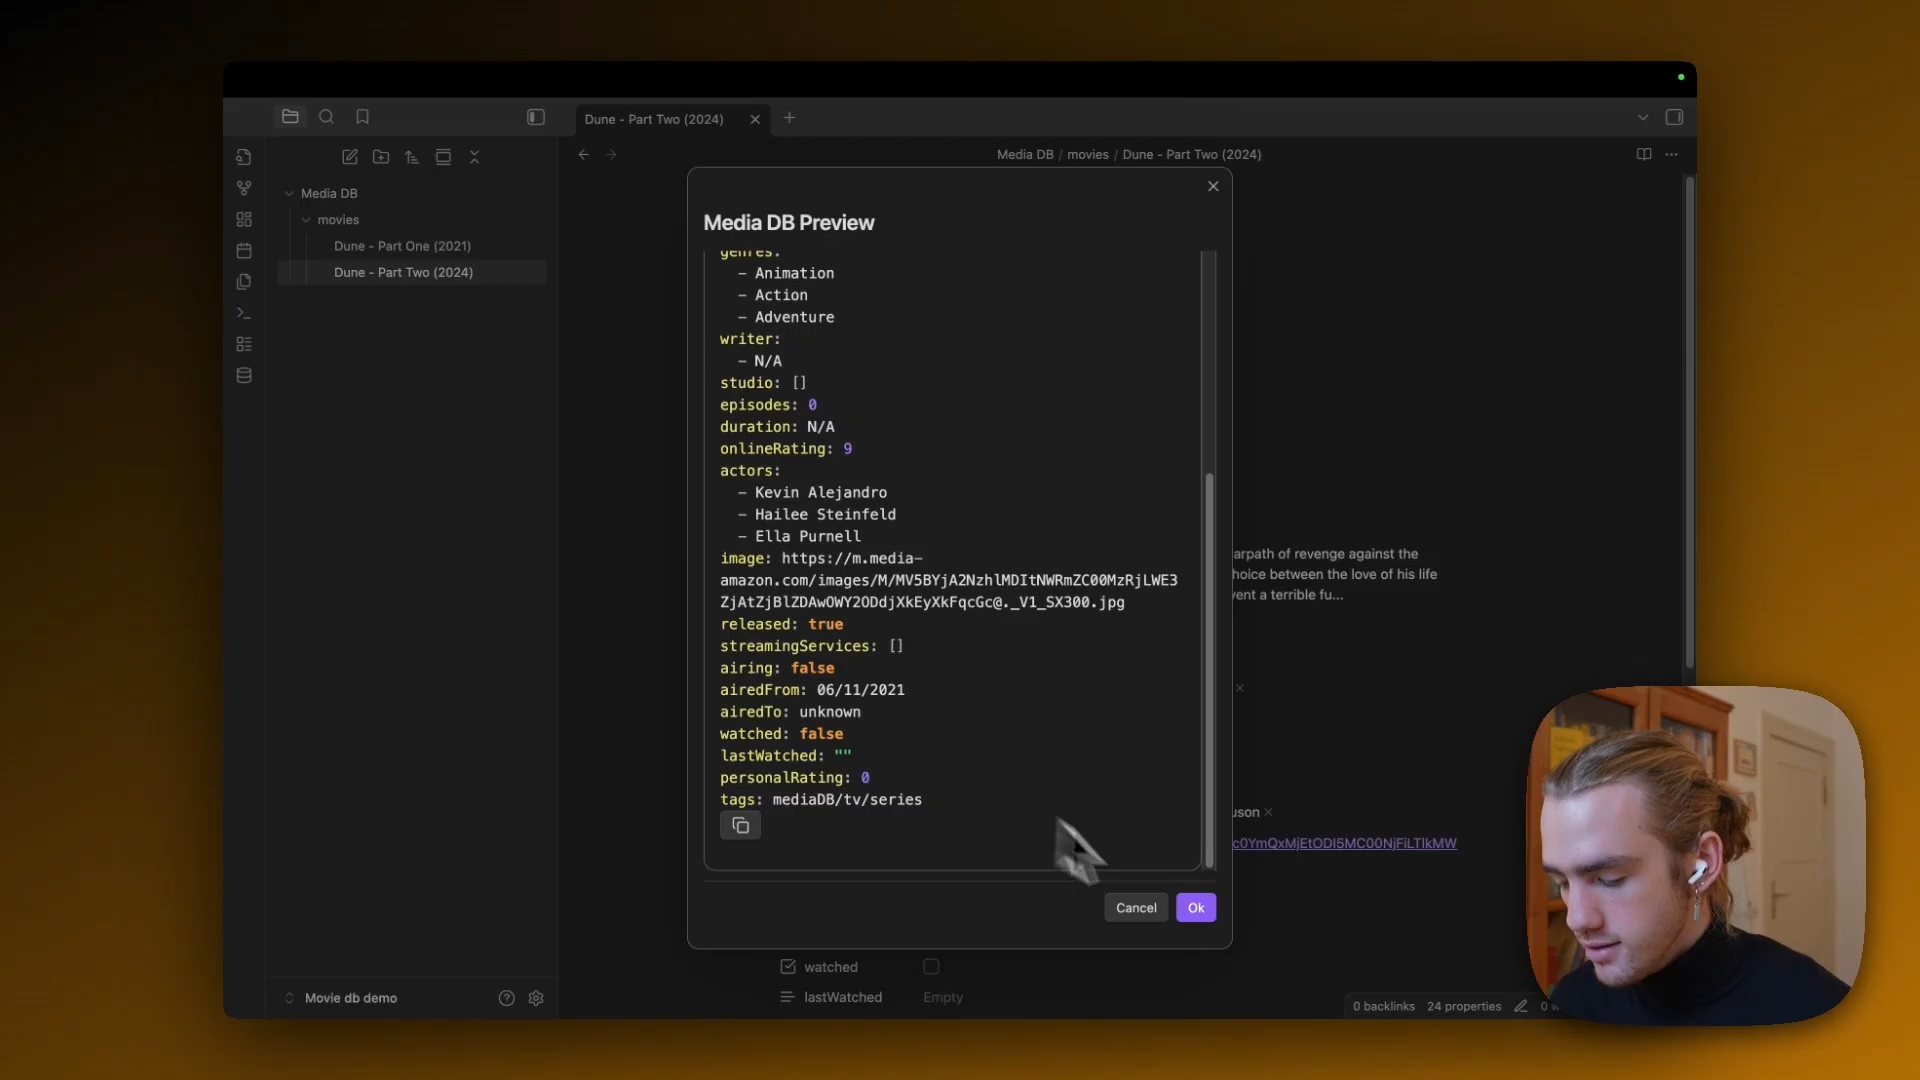 Dune - Part Two (2024)
Media DB / movies / Dune - Part Two (2024)
Media DB
movies
Dune - Part One (2021)
Dune - Part Two (2024)
Movie db demo
Media DB Preview
genres:
- Animation
- Action
- Adventure
writer:
- N/A
studio: []
episodes: 0
duration: N/A
onlineRating: 9
actors:
- Kevin Alejandro
- Hailee Steinfeld
- Ella Purnell
image: https://m.media-
amazon.com/images/M/MV5BYjA2NzhlMDItNWRmZC00MzRjLWE3
ZjAtZjBlZDAwOWY2ODdjXkEyXkFqcGc@._V1_SX300.jpg
released: true
streamingServices: []
airing: false
airedFrom: 06/11/2021
airedTo: unknown
watched: false
lastWatched: ""
personalRating: 0
tags: mediaDB/tv/series
Cancel Ok
arpath of revenge against the
hoice between the love of his life
vent a terrible fu...
uson
c0YmQxMjEtODI5MC00NjFiLTlkMW
watched
lastWatched Empty
0 backlinks 24 properties 0 w